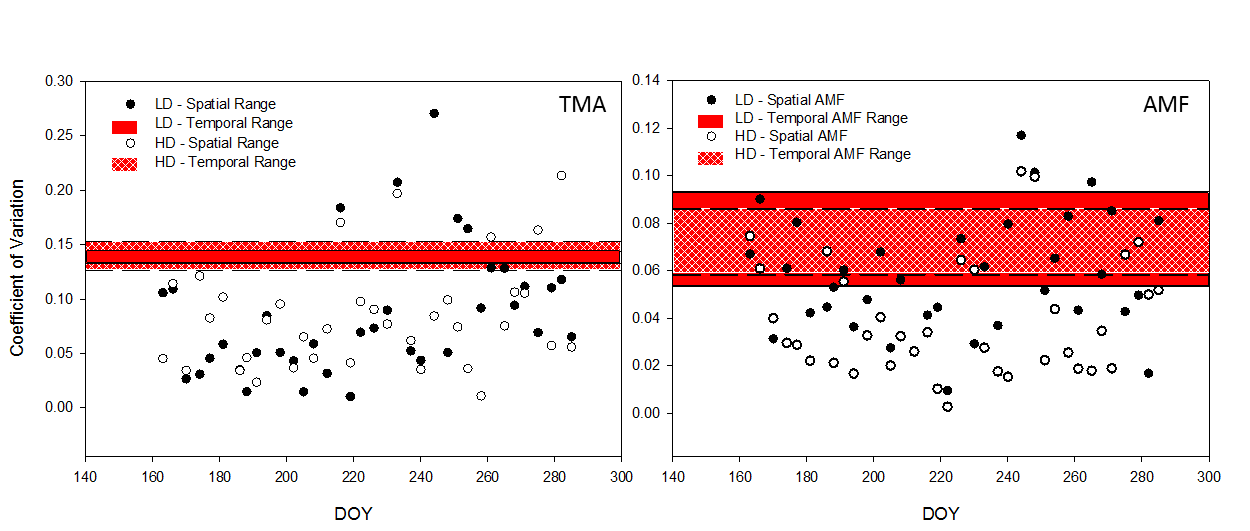 TMA
LD - Spatial Range
LD - Temporal Range
HD - Spatial Range
HD - Temporal Range
Coefficient of Variation
0.30
0.25
0.20
0.15
0.10
0.05
0.00
140 160 180 200 220 240 260 280 300
DOY
AMF
LD - Spatial AMF
LD - Temporal AMF Range
HD - Spatial AMF
HD - Temporal AMF Range
0.14
0.12
0.10
0.08
0.06
0.04
0.02
0.00
140 160 180 200 220 240 260 280 300
DOY